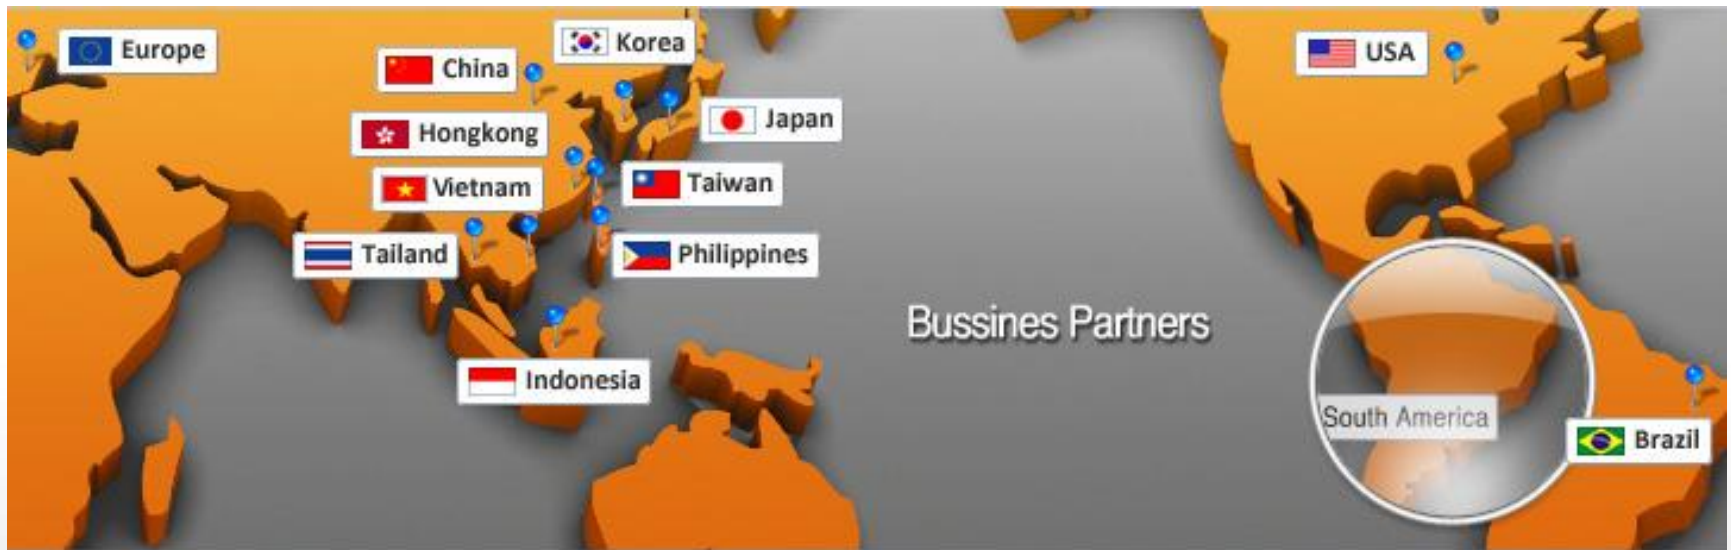 Europe
Korea
China
USA
Japan
Hongkong
Taiwan
Vietnam
Tailand
Philippines
Bussines Partners
Indonesia
South America
Brazil